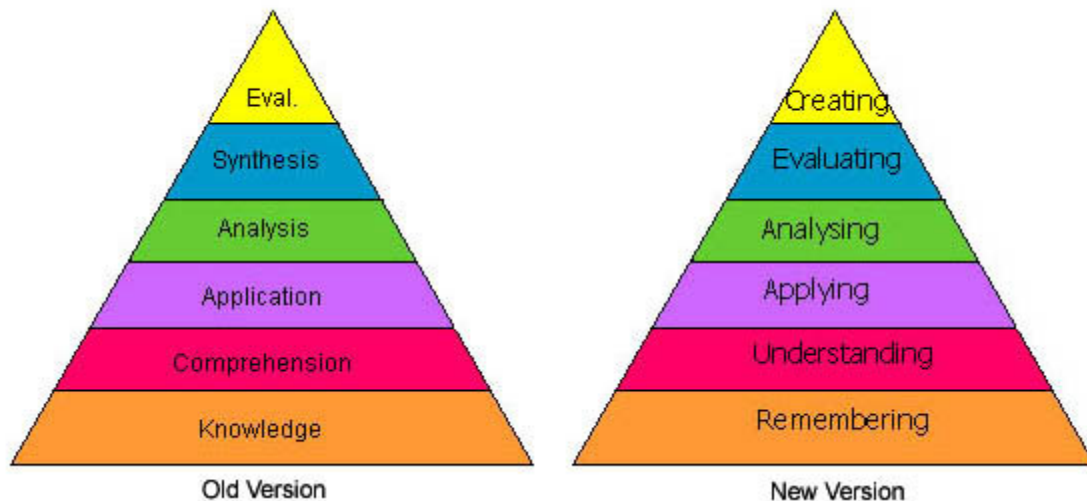 Eval.
Synthesis
Analysis
Application
Comprehension
Knowledge
Old Version
Creating
Evaluating
Analysing
Applying
Understanding
Remembering
New Version